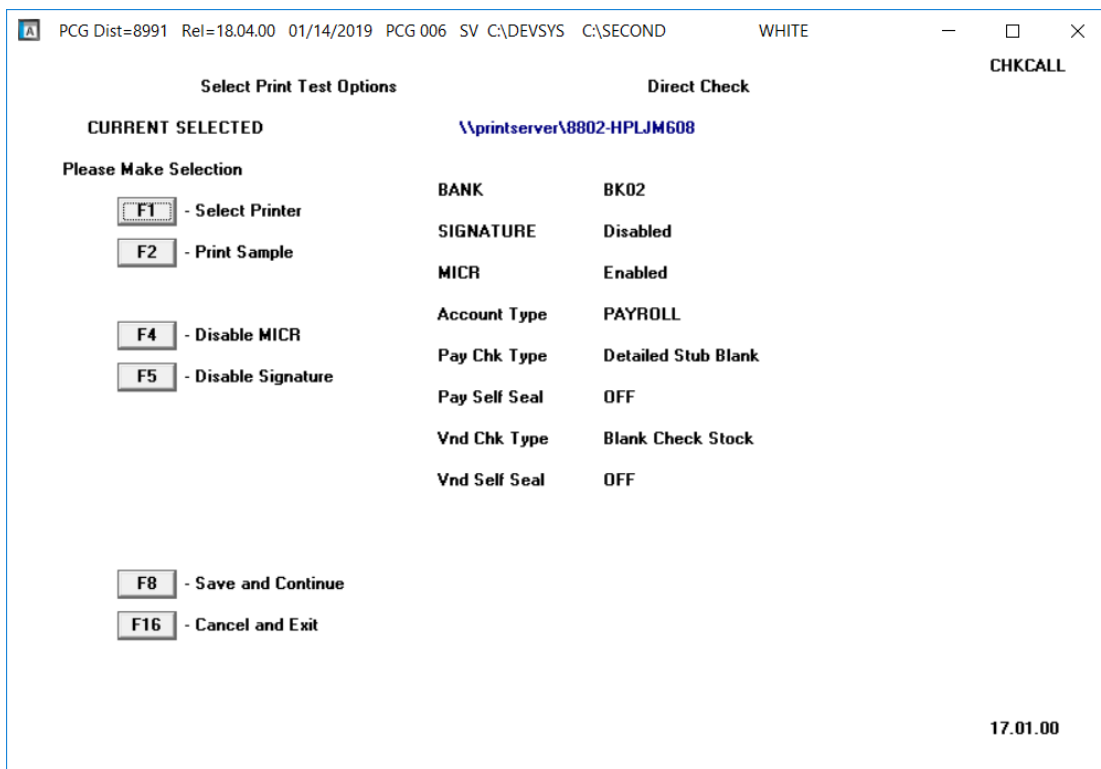 A PCG Dist=8991 Rel=18.04.00 01/14/2019 PCG 006 SV C:\DEVSYS C:\SECOND WHITE
CHKCALL
Select Print Test Options Direct Check
CURRENT SELECTED \\printserver\8802-HPLJM608
Please Make Selection
BANK BK02
F1 - Select Printer
SIGNATURE Disabled
F2 - Print Sample
MICR Enabled
Account Type PAYROLL
F4 - Disable MICR
Pay Chk Type Detailed Stub Blank
F5 - Disable Signature
Pay Self Seal OFF
Vnd Chk Type Blank Check Stock
Vnd Self Seal OFF
F8 - Save and Continue
F16 - Cancel and Exit
17.01.00